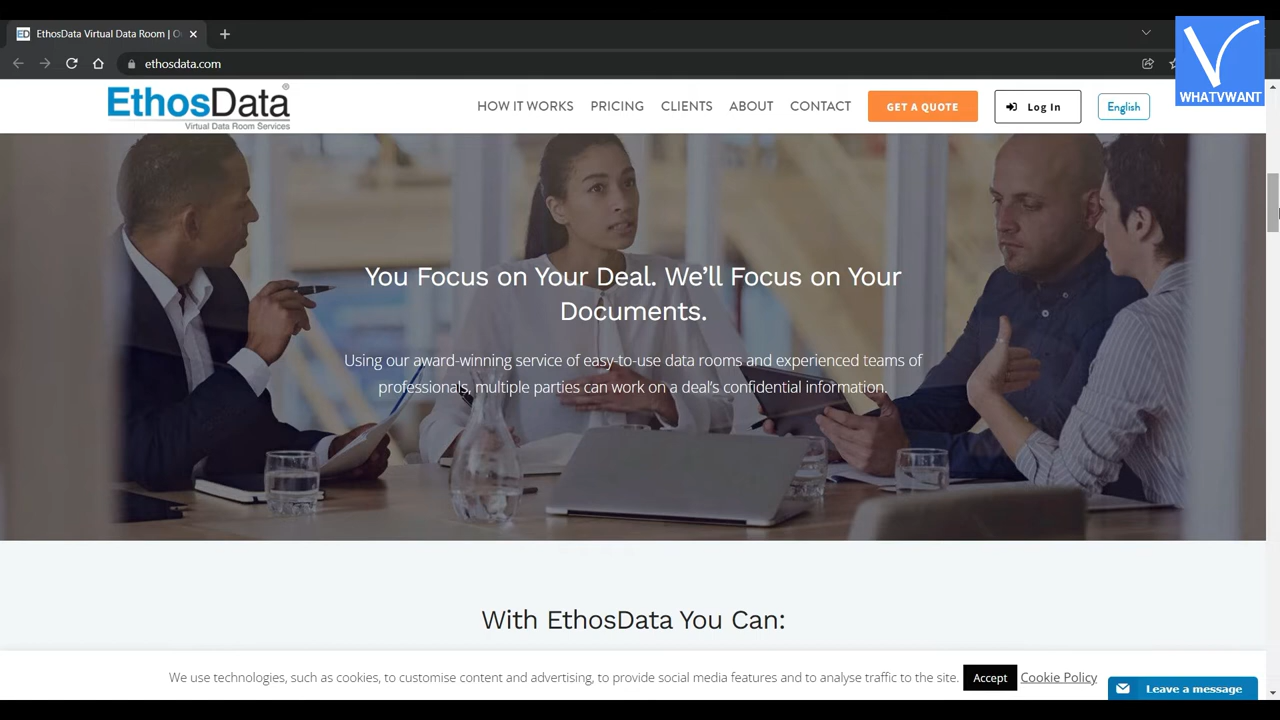 ED EthosData Virtual Data Room | O
ethosdata.com
WHATVWANT
EthosData®
Virtual Data Room Services
HOW IT WORKS PRICING CLIENTS ABOUT CONTACT GET A QUOTE Log In English
You Focus on Your Deal. We’ll Focus on Your
Documents.
Using our award-winning service of easy-to-use data rooms and experienced teams of
professionals, multiple parties can work on a deal’s confidential information.
With EthosData You Can:
We use technologies, such as cookies, to customise content and advertising, to provide social media features and to analyse traffic to the site. Accept Cookie Policy
Leave a message